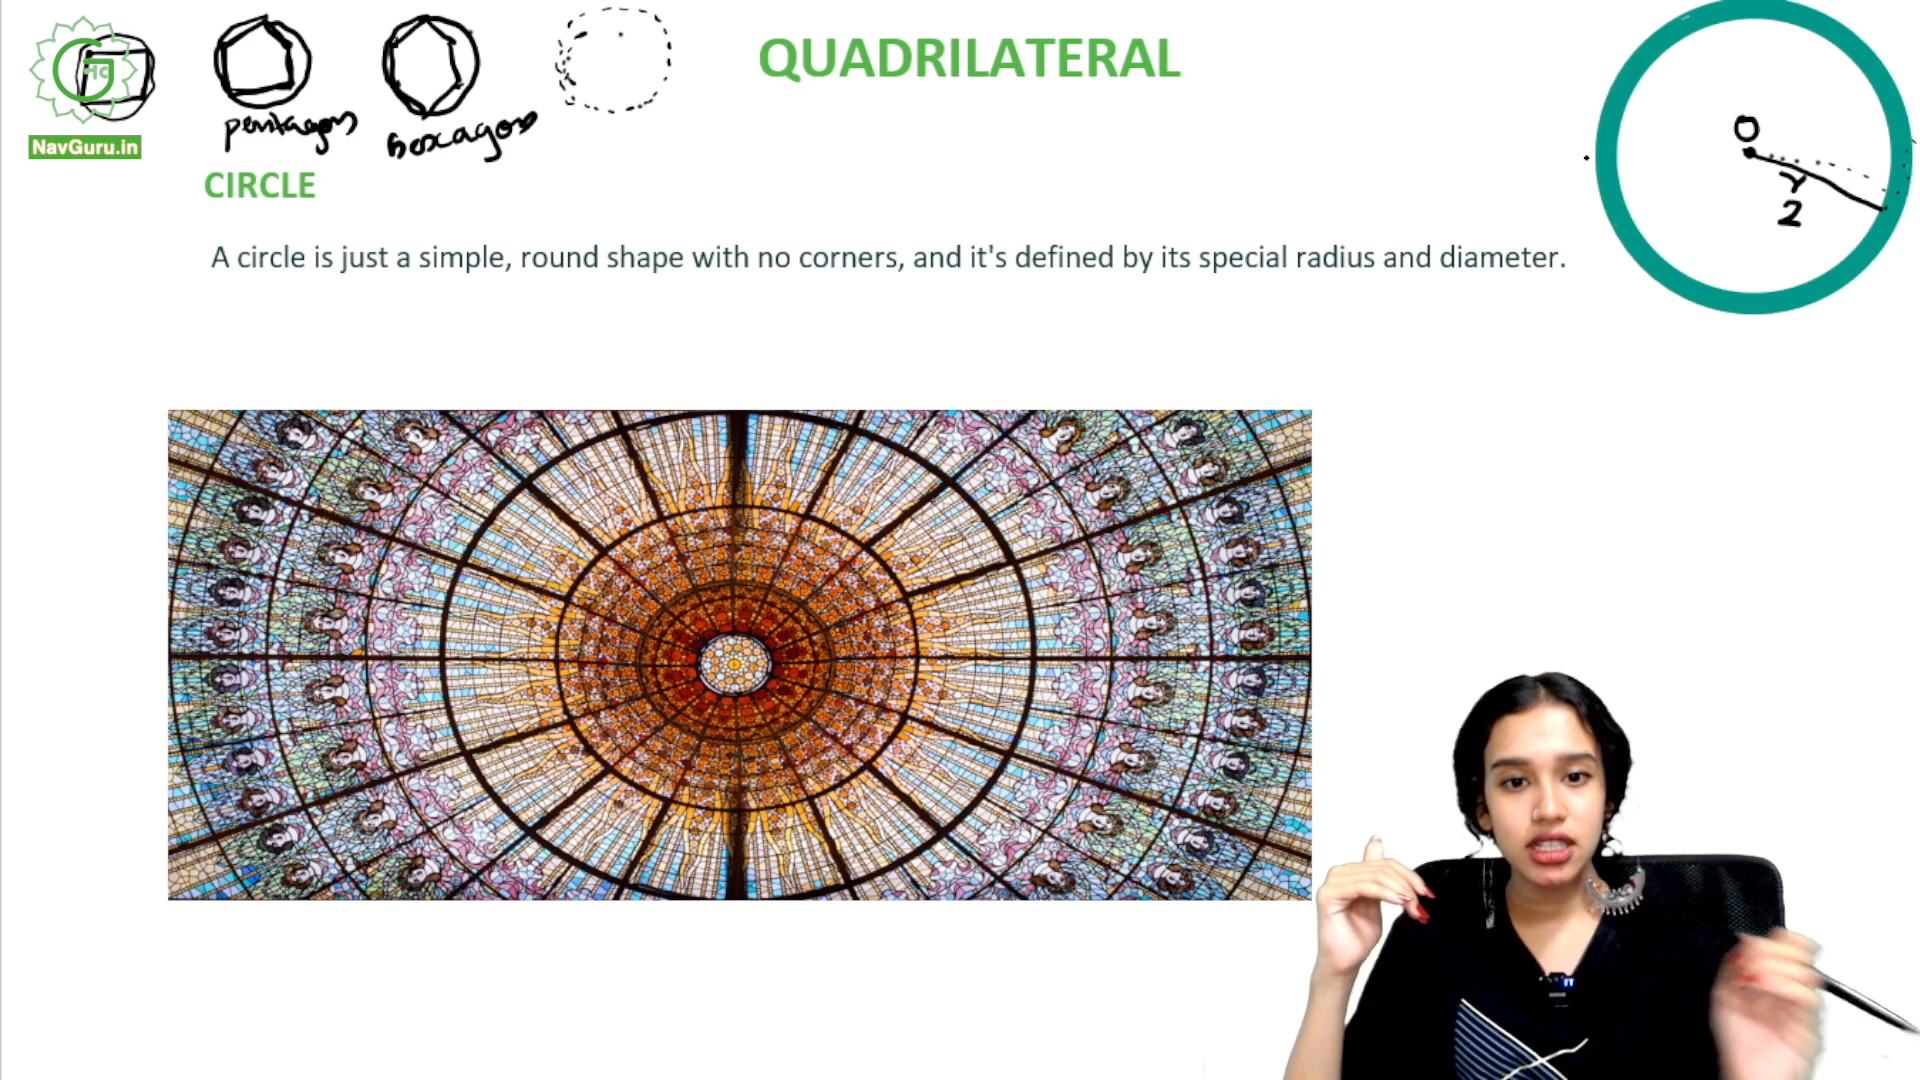 QUADRILATERAL
pentagon
hexagon
NavGuru.in
CIRCLE
O
r
2
A circle is just a simple, round shape with no corners, and it's defined by its special radius and diameter.